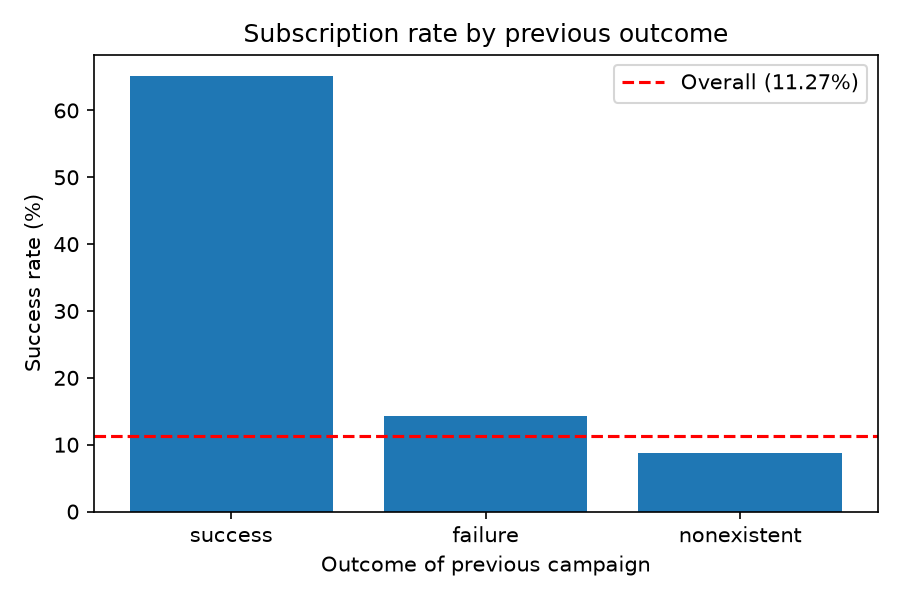 Subscription rate by previous outcome
Overall (11.27%)
Success rate (%)
60
50
40
30
20
10
0
success failure nonexistent
Outcome of previous campaign